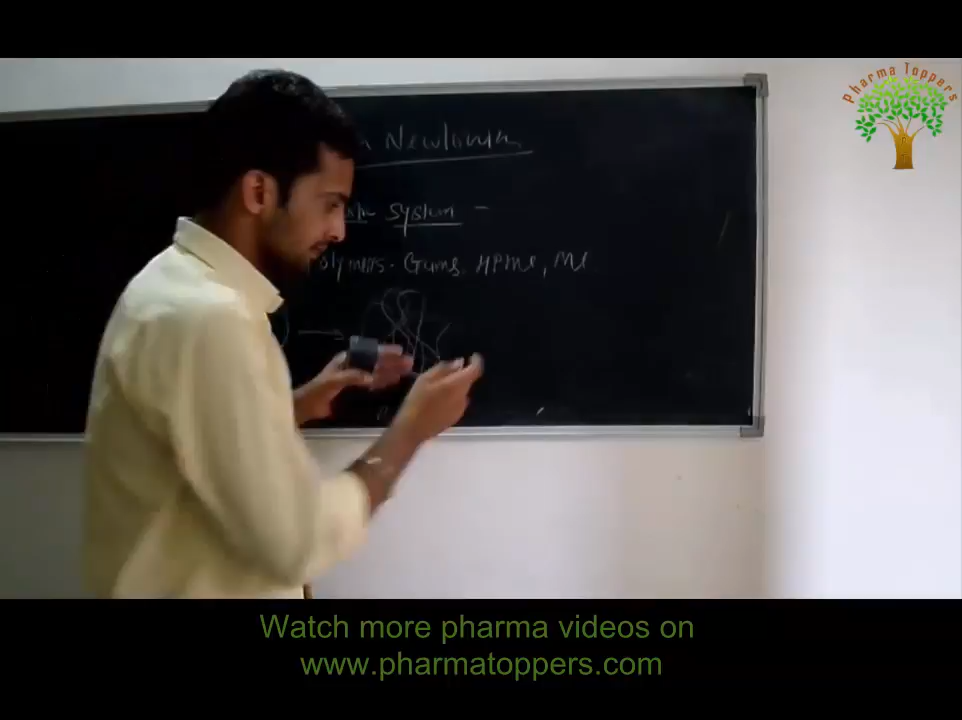 Pharma Toppers
Newtonian
System -
Gums, HPMC, MC
Watch more pharma videos on
www.pharmatoppers.com